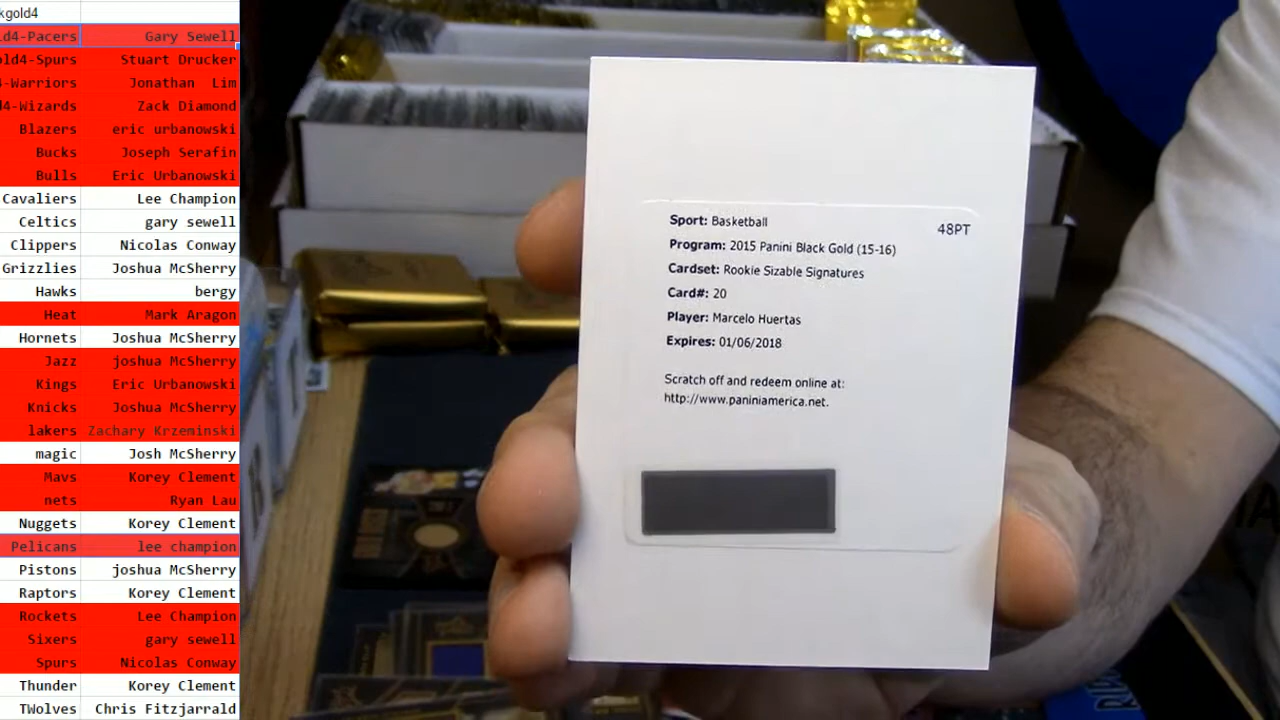 kgold4
ld4-Pacers Gary Sewell
old4-Spurs Stuart Drucker
4-Warriors Jonathan Lim
d4-Wizards Zack Diamond
Blazers eric urbanowski
Bucks Joseph Serafin
Bulls Eric Urbanowski
Cavaliers Lee Champion
Celtics gary sewell
Clippers Nicolas Conway
Grizzlies Joshua McSherry
Hawks bergy
Heat Mark Aragon
Hornets Joshua McSherry
Jazz joshua McSherry
Kings Eric Urbanowski
Knicks Joshua McSherry
lakers Zachary Krzeminski
magic Josh McSherry
Mavs Korey Clement
nets Ryan Lau
Nuggets Korey Clement
Pelicans lee champion
Pistons joshua McSherry
Raptors Korey Clement
Rockets Lee Champion
Sixers gary sewell
Spurs Nicolas Conway
Thunder Korey Clement
TWolves Chris Fitzjarrald
Sport: Basketball 48PT
Program: 2015 Panini Black Gold (15-16)
Cardset: Rookie Sizable Signatures
Card#: 20
Player: Marcelo Huertas
Expires: 01/06/2018
Scratch off and redeem online at:
http://www.paniniamerica.net.